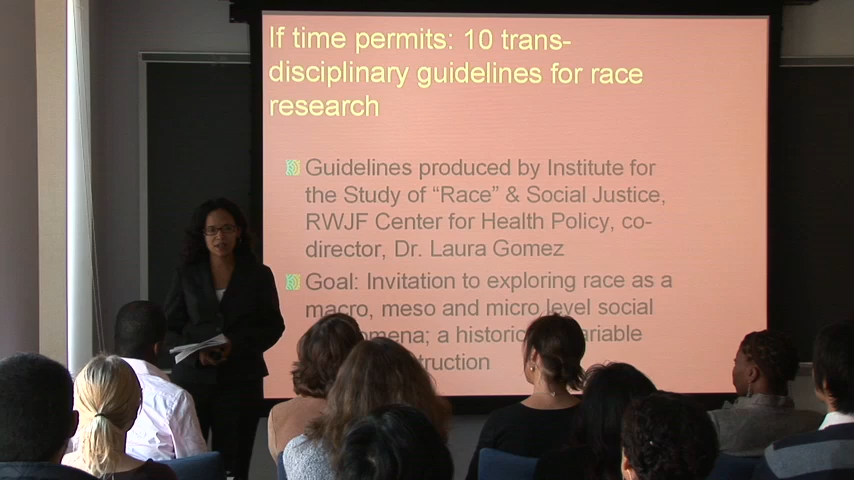 If time permits: 10 trans-
disciplinary guidelines for race
research
Guidelines produced by Institute for
the Study of “Race” & Social Justice,
RWJF Center for Health Policy, co-
director, Dr. Laura Gomez
Goal: Invitation to exploring race as a
macro, meso and micro level social
a historic